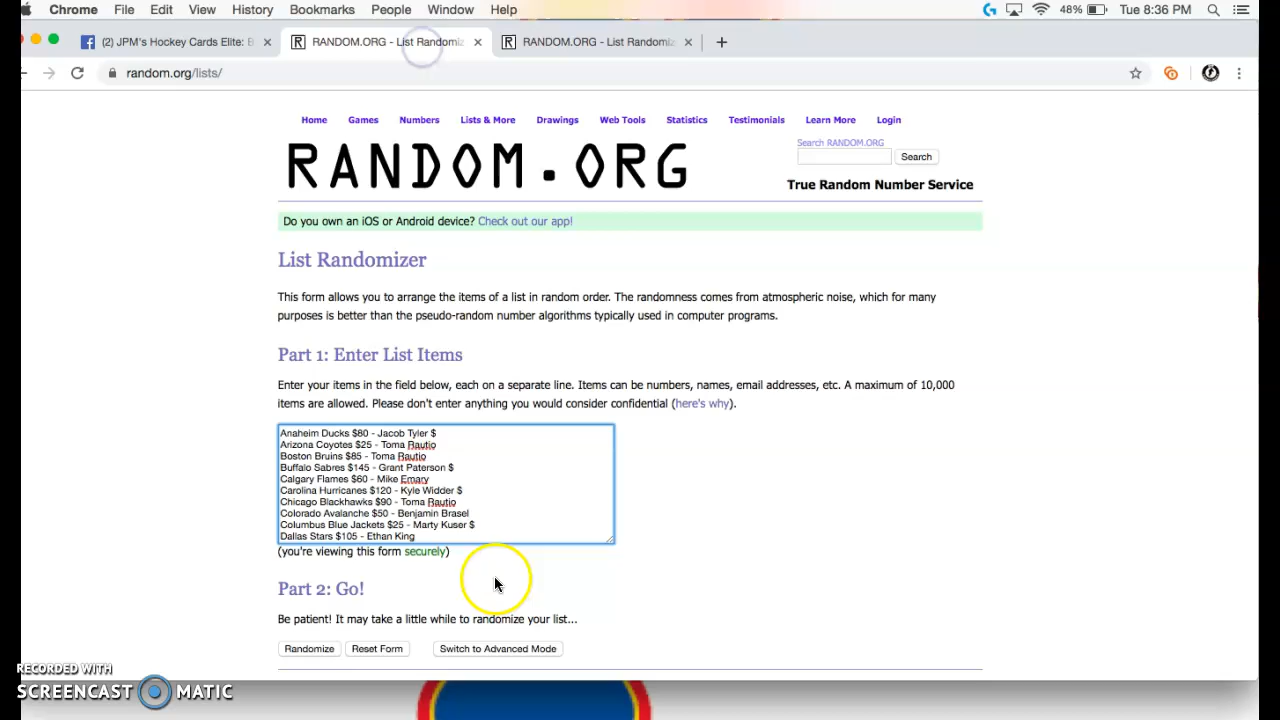 Chrome File Edit View History Bookmarks People Window Help 48% Tue 8:36 PM
(2) JPM's Hockey Cards Elite: B RANDOM.ORG - List Randomiz RANDOM.ORG - List Randomiz
random.org/lists/
Home Games Numbers Lists & More Drawings Web Tools Statistics Testimonials Learn More Login
Search RANDOM.ORG
RANDOM.ORG
Search
True Random Number Service
Do you own an iOS or Android device? Check out our app!
List Randomizer
This form allows you to arrange the items of a list in random order. The randomness comes from atmospheric noise, which for many
purposes is better than the pseudo-random number algorithms typically used in computer programs.
Part 1: Enter List Items
Enter your items in the field below, each on a separate line. Items can be numbers, names, email addresses, etc. A maximum of 10,000
items are allowed. Please don't enter anything you would consider confidential (here's why).
Anaheim Ducks $80 - Jacob Tyler $
Arizona Coyotes $25 - Toma Rautio
Boston Bruins $85 - Toma Rautio
Buffalo Sabres $145 - Grant Paterson $
Calgary Flames $60 - Mike Emary
Carolina Hurricanes $120 - Kyle Widder $
Chicago Blackhawks $90 - Toma Rautio
Colorado Avalanche $50 - Benjamin Brasel
Columbus Blue Jackets $25 - Marty Kuser $
Dallas Stars $105 - Ethan King
(you're viewing this form securely)
Part 2: Go!
Be patient! It may take a little while to randomize your list...
Randomize Reset Form Switch to Advanced Mode
RECORDED WITH
SCREENCAST MATIC